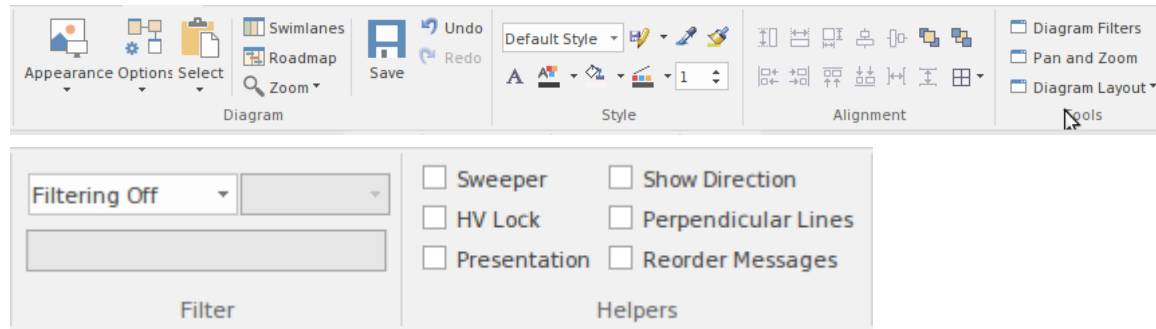 Appearance Options Select
Swimlanes
Roadmap
Zoom
Save
Undo
Redo
Diagram
Default Style
A A 1
Style
Alignment
Diagram Filters
Pan and Zoom
Diagram Layout
Tools
Filtering Off
Filter
Sweeper Show Direction
HV Lock Perpendicular Lines
Presentation Reorder Messages
Helpers